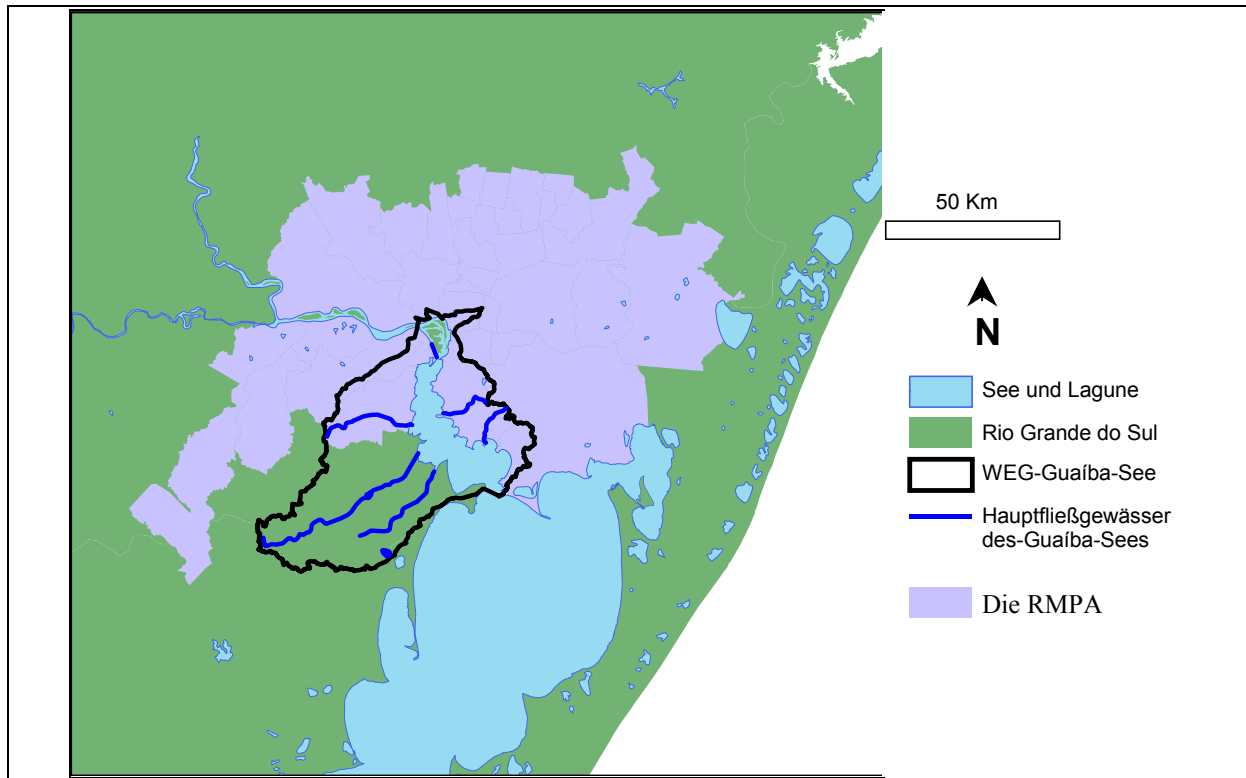 50 Km
N
See und Lagune
Rio Grande do Sul
WEG-Guaíba-See
Hauptfließgewässer
des-Guaíba-Sees
Die RMPA